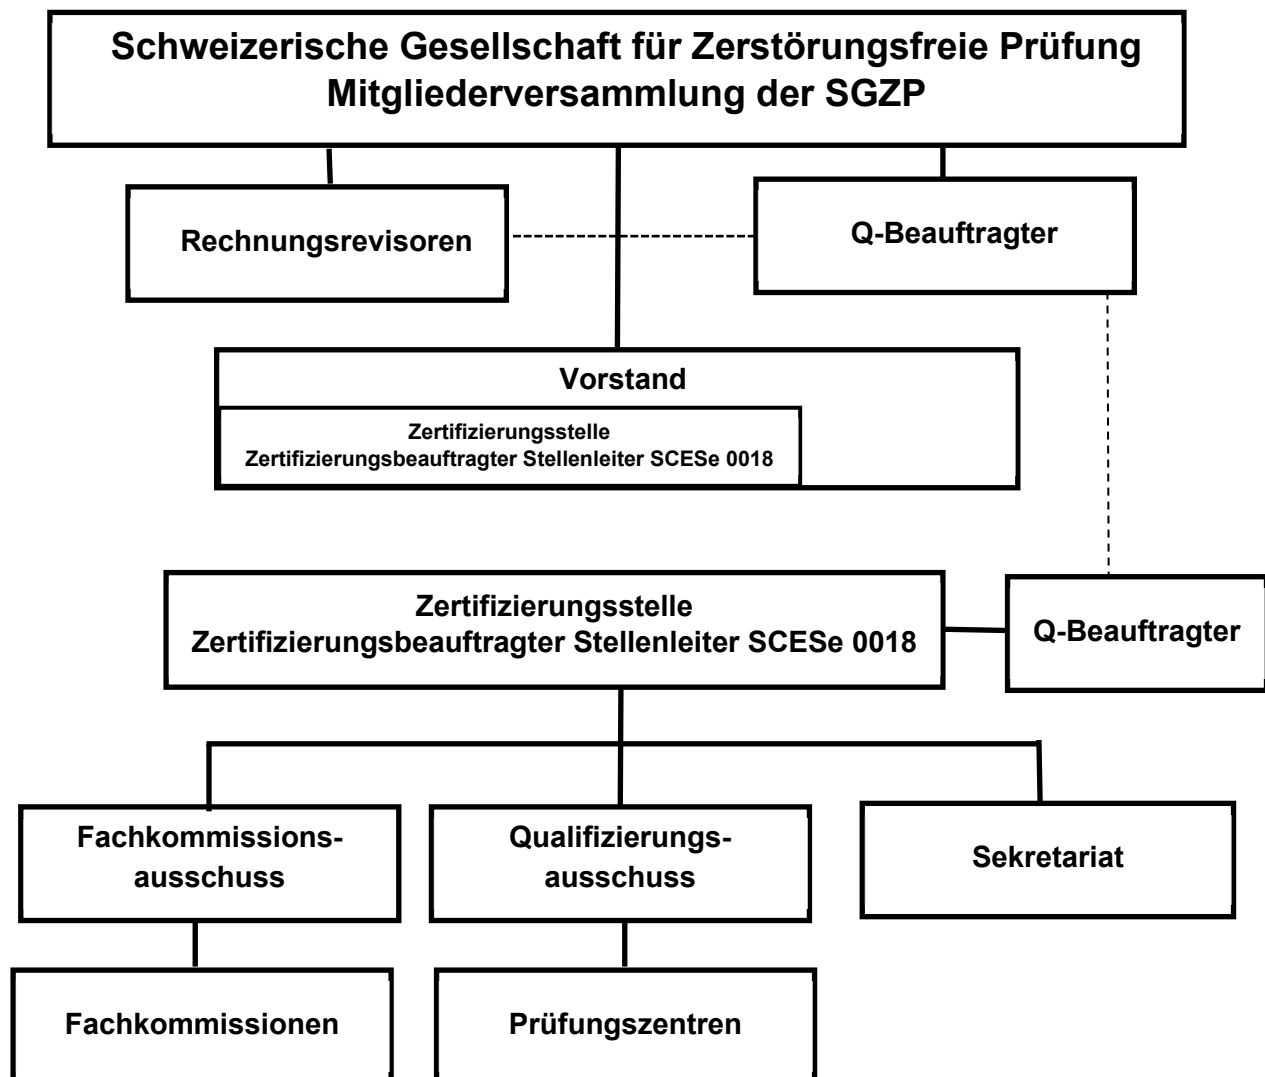 Schweizerische Gesellschaft für Zerstörungsfreie Prüfung
Mitgliederversammlung der SGZP
Rechnungsrevisoren
Q-Beauftragter
Vorstand
Zertifizierungsstelle
Zertifizierungsbeauftragter Stellenleiter SCESe 0018
Zertifizierungsstelle
Zertifizierungsbeauftragter Stellenleiter SCESe 0018
Q-Beauftragter
Fachkommissions-
ausschuss
Qualifizierungs-
ausschuss
Sekretariat
Fachkommissionen
Prüfungszentren